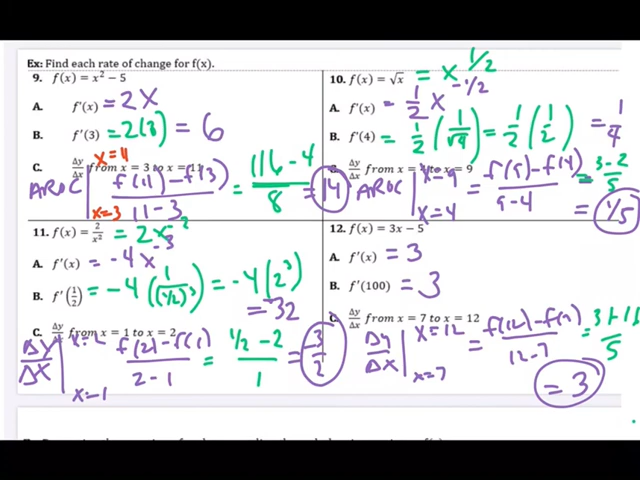 Ex: Find each rate of change for f(x).
9. f(x) = x² − 5
A. f'(x) = 2x
B. f'(3) = 2(3) = 6
x=4
C. Δy/Δx from x = 3 to x = 11
AROC | x=3 f(11) − f(3) / 11 − 3 = 116 − 4 / 8 = 14
10. f(x) = √x = x^1/2
A. f'(x) = 1/2 x^-1/2
B. f'(4) = 1/2 (1/√4) = 1/2 (1/2) = 1/4
Δy/Δx from x = 4 to x = 9
AROC | x=9 x=4 = f(9) − f(4) / 9 − 4 = 3 − 2 / 5
= 1/5
11. f(x) = 2/x² = 2x^-2
A. f'(x) = -4x^-3
B. f'(1/2) = -4(1/(1/2)³) = -4(2³)
= -32
C. Δy/Δx from x = 1 to x = 2
ΔY/ΔX | x=2 x=1 f(2) − f(1) / 2 − 1 = 1/2 − 2 / 1 = -3/2
12. f(x) = 3x − 5
A. f'(x) = 3
B. f'(100) = 3
C. Δy/Δx from x = 7 to x = 12
Δy/Δx | x=12 x=7 = f(12) − f(7) / 12 − 7 = 31 − 1 / 5
= 3